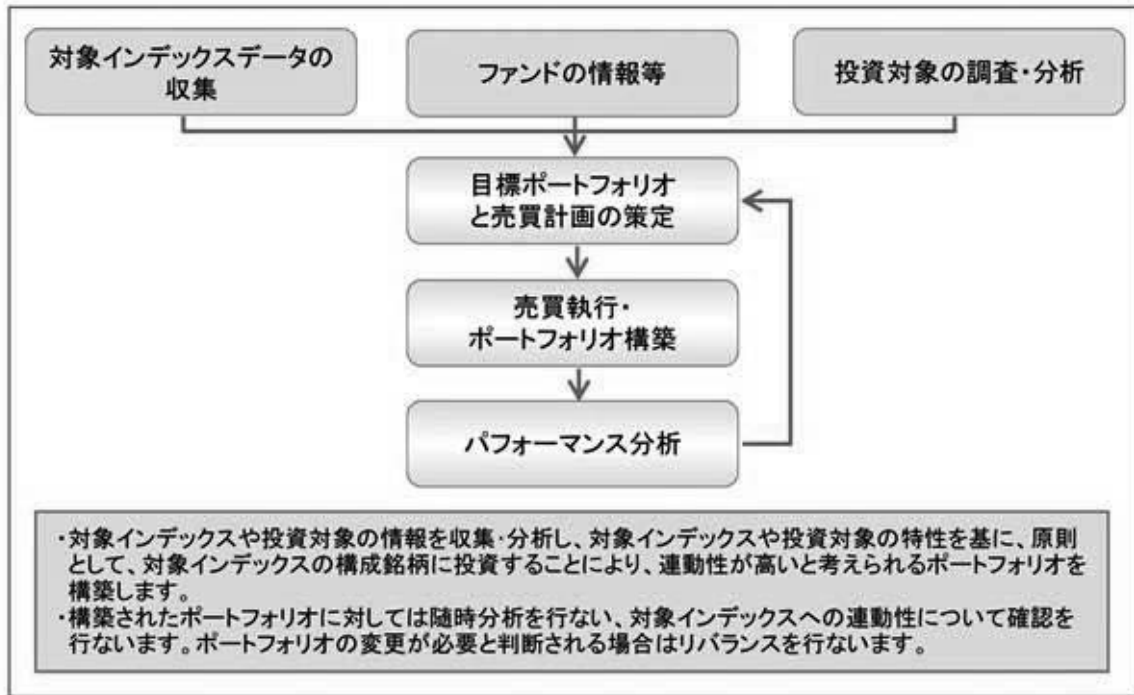 対象インデックスデータの
収集
ファンドの情報等
投資対象の調査・分析
目標ポートフォリオ
と売買計画の策定
売買執行・
ポートフォリオ構築
パフォーマンス分析
・対象インデックスや投資対象の情報を収集・分析し、対象インデックスや投資対象の特性を基に、原則
として、対象インデックスの構成銘柄に投資することにより、連動性が高いと考えられるポートフォリオを
構築します。
・構築されたポートフォリオに対しては随時分析を行ない、対象インデックスへの連動性について確認を
行ないます。ポートフォリオの変更が必要と判断される場合はリバランスを行ないます。